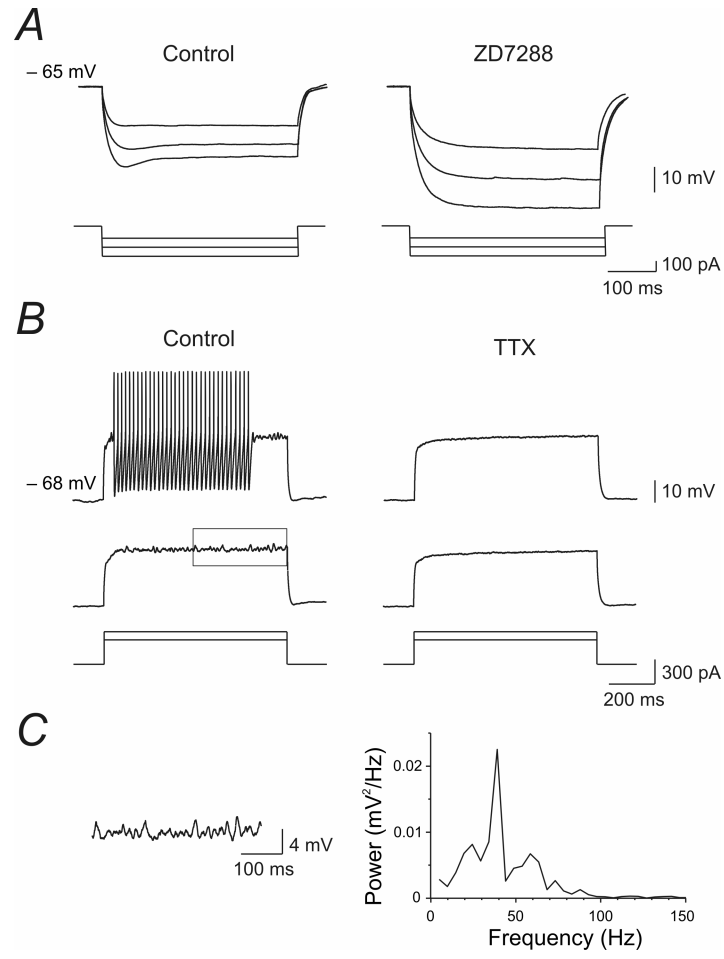 A
Control
ZD7288
– 65 mV
10 mV
100 pA
100 ms
B
Control
TTX
– 68 mV
10 mV
300 pA
200 ms
C
4 mV
100 ms
Power (mV²/Hz)
0.02
0.01
0
0 50 100 150
Frequency (Hz)